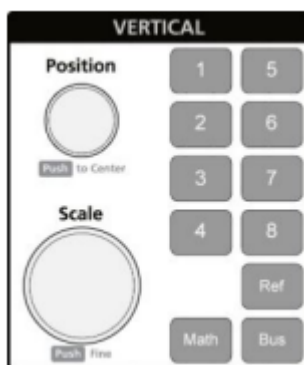 VERTICAL
Position
Push to Center
Scale
Push Fine
1 5
2 6
3 7
4 8
Ref
Math Bus